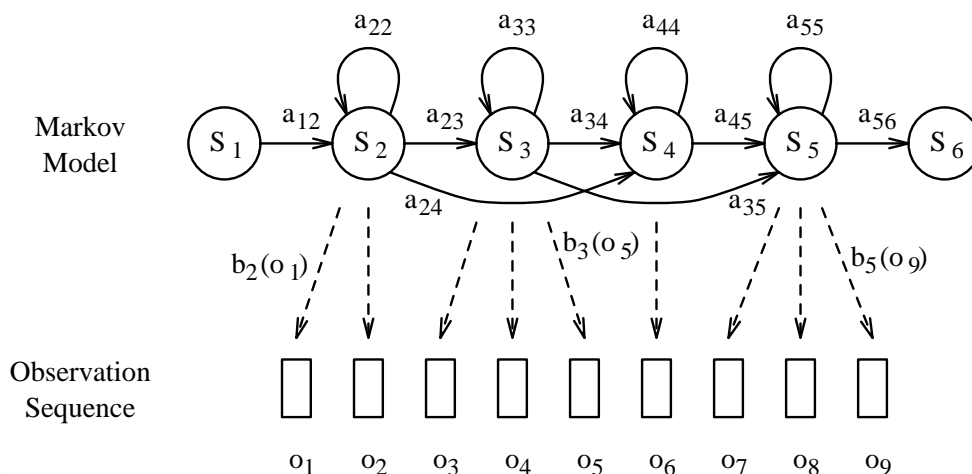 a22 a33 a44 a55
Markov Model
a12 a23 a34 a45 a56
S1 S2 S3 S4 S5 S6
a24 a35
b2(o1) b3(o5) b5(o9)
Observation Sequence
o1 o2 o3 o4 o5 o6 o7 o8 o9